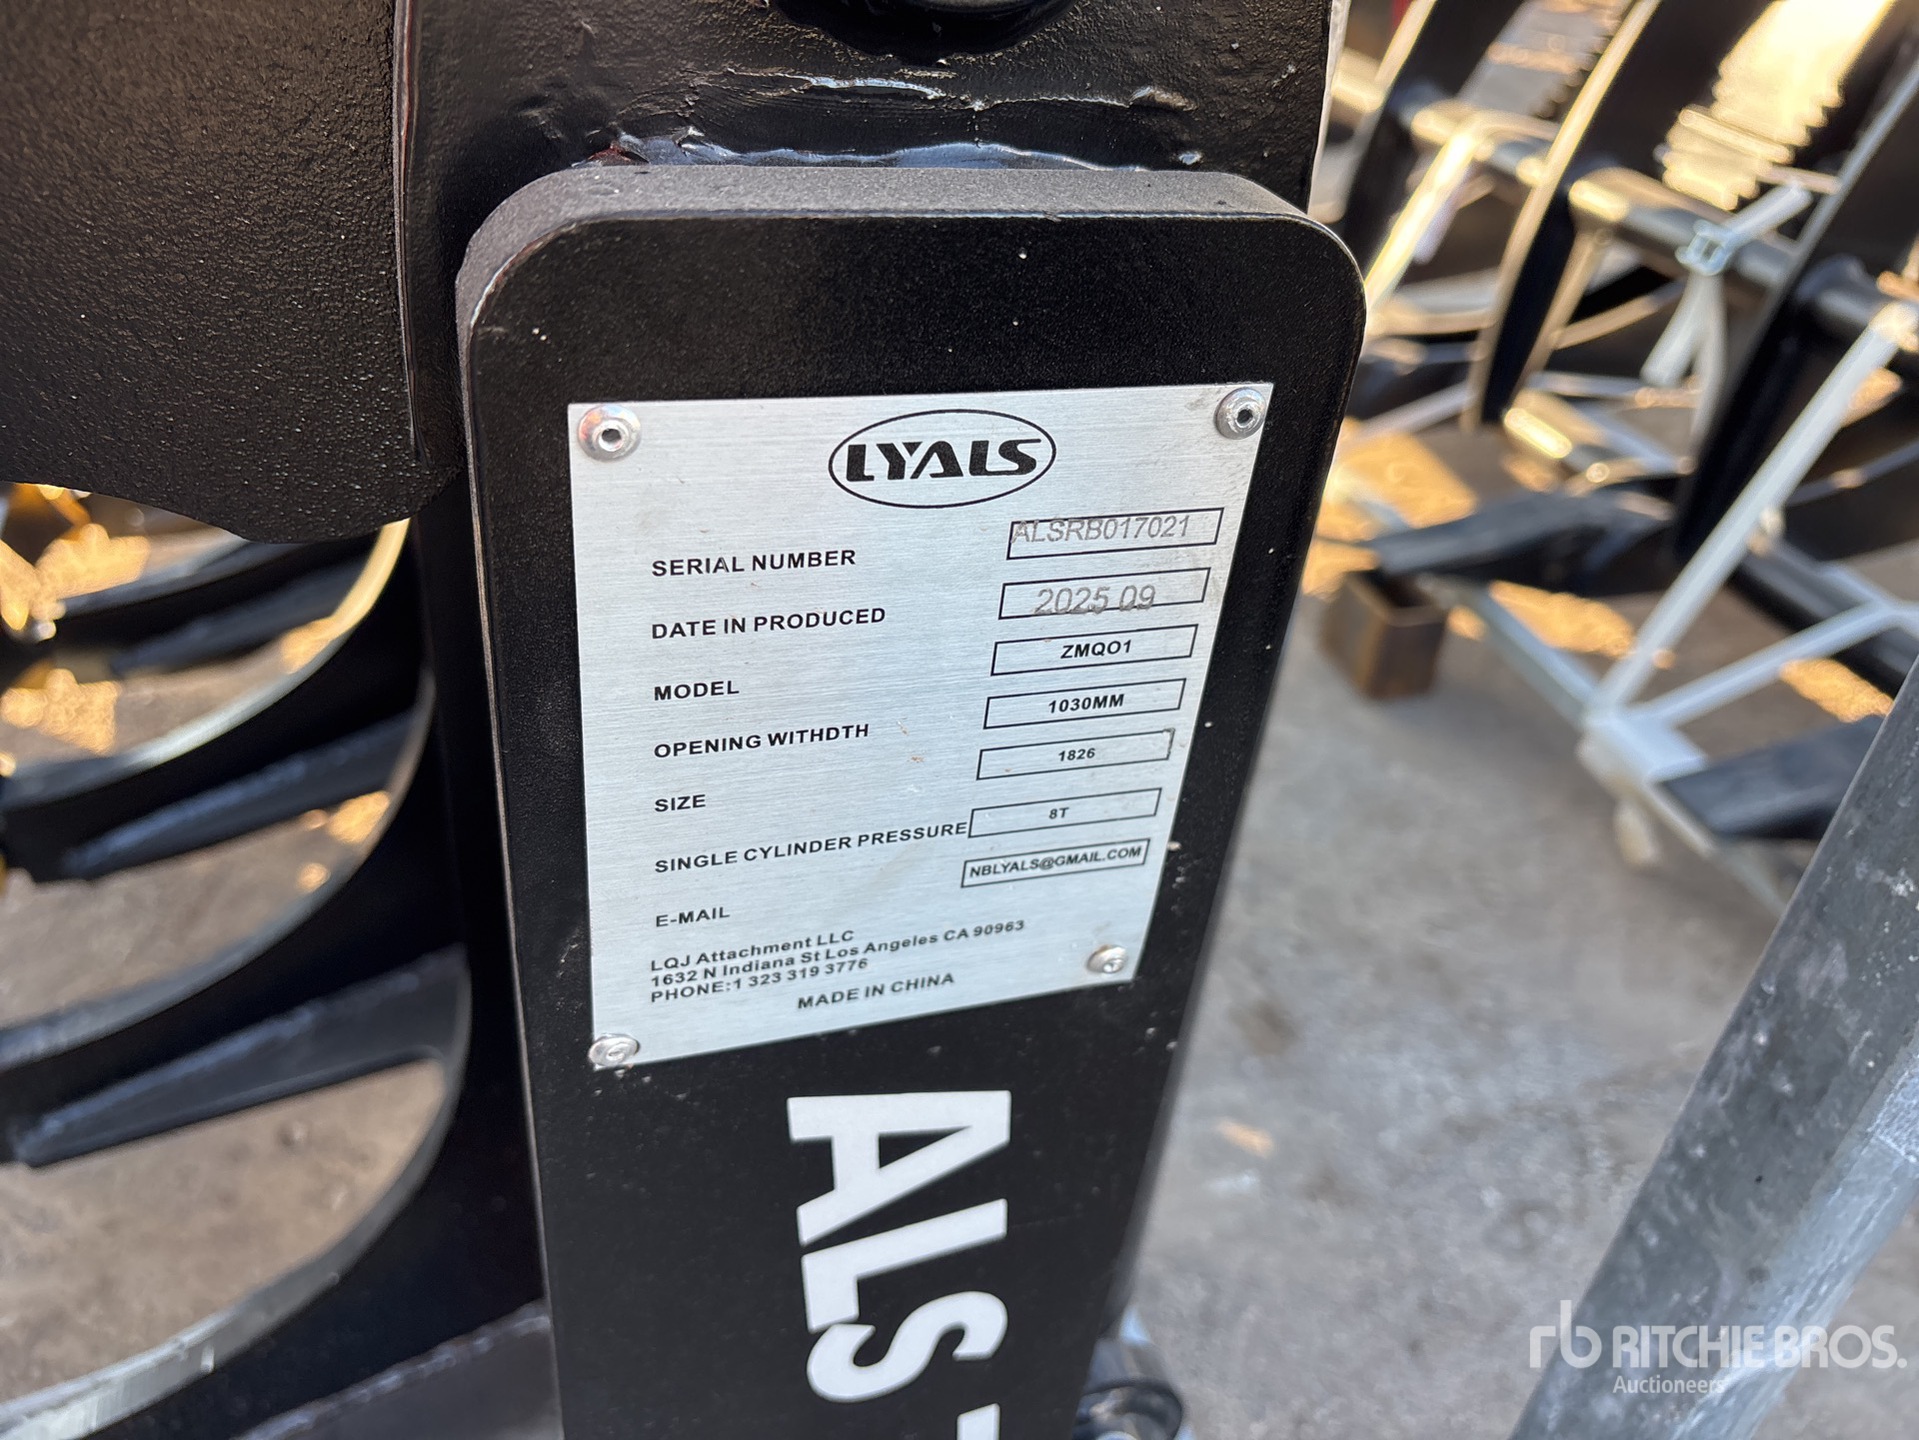 LYALS
SERIAL NUMBER ALSRB017021
DATE IN PRODUCED 2025 09
MODEL ZMQO1
OPENING WITHDTH 1030MM
SIZE 1826
SINGLE CYLINDER PRESSURE 8T
E-MAIL NBLYALS@GMAIL.COM
LQJ Attachment LLC
1632 N Indiana St Los Angeles CA 90963
PHONE:1 323 319 3776
MADE IN CHINA
ALS
rb RITCHIE BROS.
Auctioneers